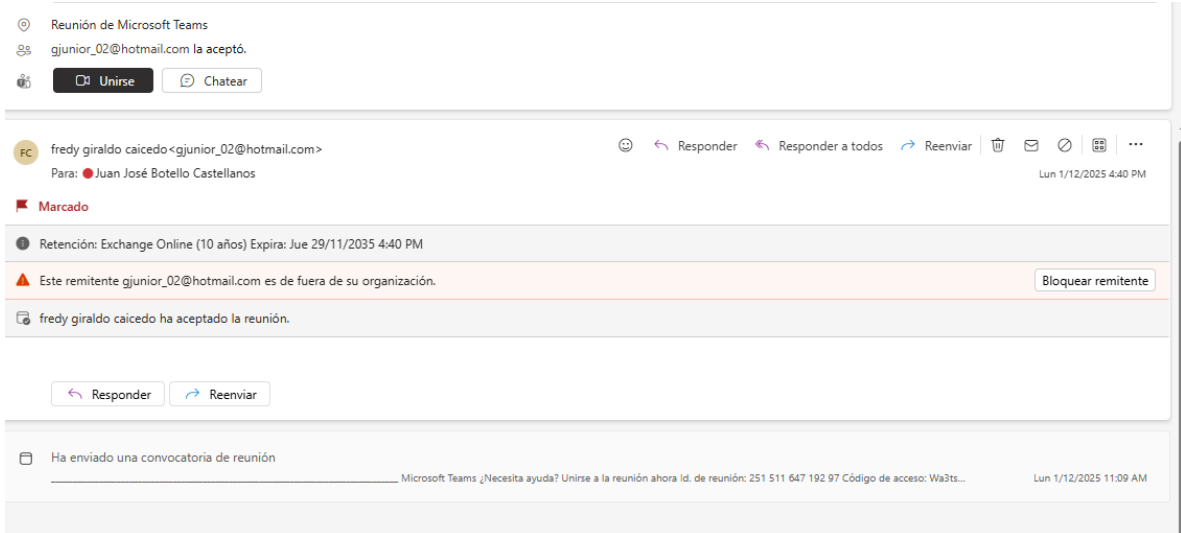 Reunión de Microsoft Teams
gjunior_02@hotmail.com la aceptó.
Unirse Chatear
FC fredy giraldo caicedo<gjunior_02@hotmail.com> Responder Responder a todos Reenviar
Para: Juan José Botello Castellanos Lun 1/12/2025 4:40 PM
Marcado
Retención: Exchange Online (10 años) Expira: Jue 29/11/2035 4:40 PM
Este remitente gjunior_02@hotmail.com es de fuera de su organización. Bloquear remitente
fredy giraldo caicedo ha aceptado la reunión.
Responder Reenviar
Ha enviado una convocatoria de reunión
Microsoft Teams ¿Necesita ayuda? Unirse a la reunión ahora Id. de reunión: 251 511 647 192 97 Código de acceso: Wa3ts... Lun 1/12/2025 11:09 AM